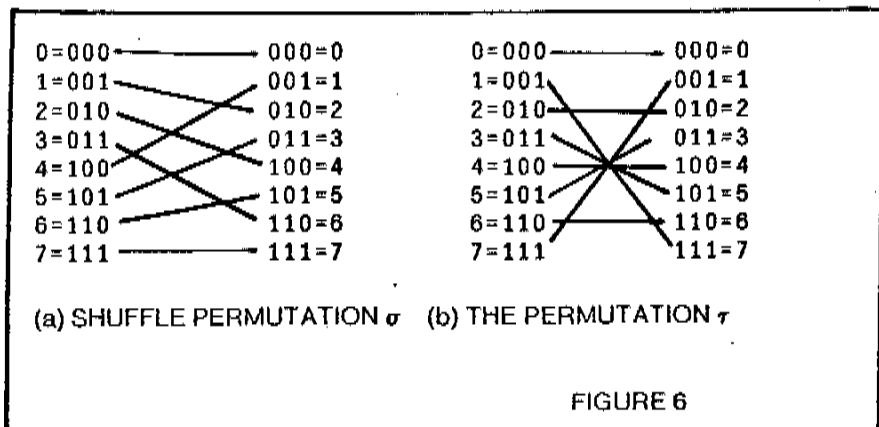 0=000 000=0 0=000 000=0
1=001 001=1 1=001 001=1
2=010 010=2 2=010 010=2
3=011 011=3 3=011 011=3
4=100 100=4 4=100 100=4
5=101 101=5 5=101 101=5
6=110 110=6 6=110 110=6
7=111 111=7 7=111 111=7
(a) SHUFFLE PERMUTATION σ (b) THE PERMUTATION τ
FIGURE 6